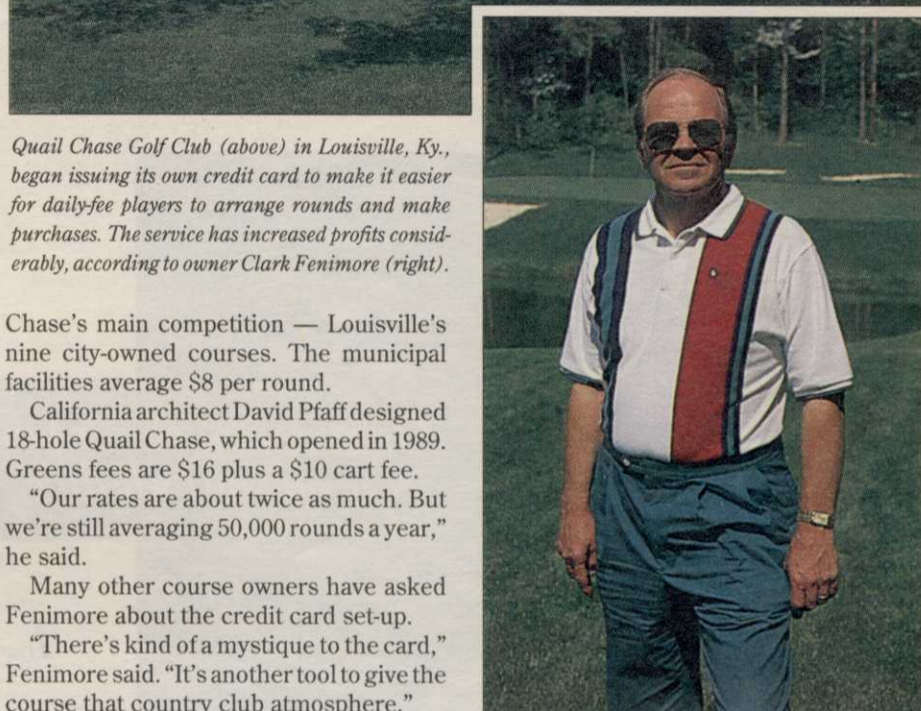 Quail Chase Golf Club (above) in Louisville, Ky.,
began issuing its own credit card to make it easier
for daily-fee players to arrange rounds and make
purchases. The service has increased profits consid-
erably, according to owner Clark Fenimore (right).
Chase's main competition — Louisville's
nine city-owned courses. The municipal
facilities average $8 per round.
California architect David Pfaff designed
18-hole Quail Chase, which opened in 1989.
Greens fees are $16 plus a $10 cart fee.
"Our rates are about twice as much. But
we're still averaging 50,000 rounds a year,"
he said.
Many other course owners have asked
Fenimore about the credit card set-up.
"There's kind of a mystique to the card,"
Fenimore said. "It's another tool to give the
course that country club atmosphere."